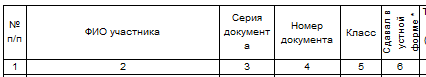 №
п/п
ФИО участника
Серия
документ
а
Номер
документа
Класс
Сдавал в
устной
форме *
1 2 3 4 5 6